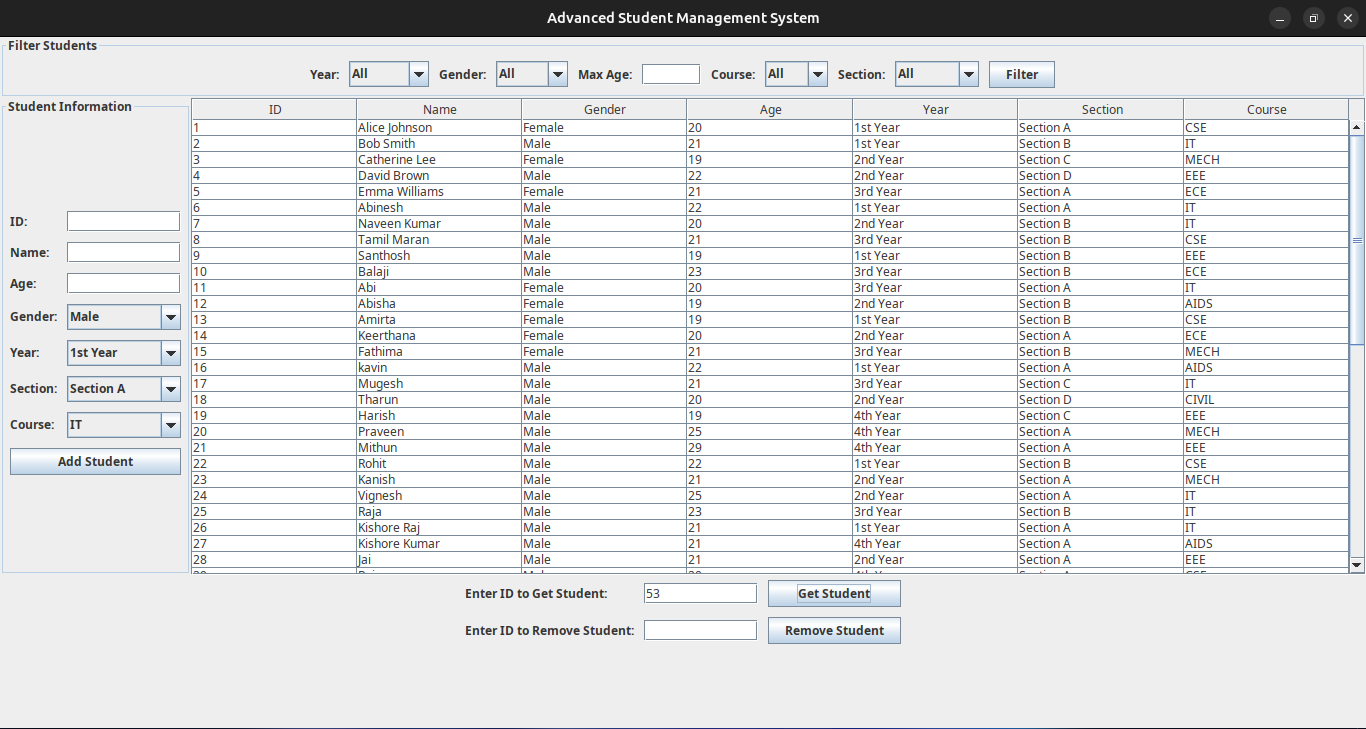 Advanced Student Management System
Filter Students
Year: All Gender: All Max Age: Course: All Section: All Filter
Student Information
ID:
Name:
Age:
Gender: Male
Year: 1st Year
Section: Section A
Course: IT
Add Student
ID Name Gender Age Year Section Course
1 Alice Johnson Female 20 1st Year Section A CSE
2 Bob Smith Male 21 1st Year Section B IT
3 Catherine Lee Female 19 2nd Year Section C MECH
4 David Brown Male 22 2nd Year Section D EEE
5 Emma Williams Female 21 3rd Year Section A ECE
6 Abinesh Male 22 1st Year Section A IT
7 Naveen Kumar Male 20 2nd Year Section B IT
8 Tamil Maran Male 21 3rd Year Section B CSE
9 Santhosh Male 19 1st Year Section B EEE
10 Balaji Male 23 3rd Year Section B ECE
11 Abi Female 20 3rd Year Section A IT
12 Abisha Female 19 2nd Year Section B AIDS
13 Amirta Female 19 1st Year Section B CSE
14 Keerthana Female 20 2nd Year Section A ECE
15 Fathima Female 21 3rd Year Section B MECH
16 kavin Male 22 1st Year Section A AIDS
17 Mugesh Male 21 3rd Year Section C IT
18 Tharun Male 20 2nd Year Section D CIVIL
19 Harish Male 19 4th Year Section C EEE
20 Praveen Male 25 4th Year Section A MECH
21 Mithun Male 29 4th Year Section A EEE
22 Rohit Male 22 1st Year Section B CSE
23 Kanish Male 21 2nd Year Section A MECH
24 Vignesh Male 25 2nd Year Section A IT
25 Raja Male 23 3rd Year Section B IT
26 Kishore Raj Male 21 1st Year Section A IT
27 Kishore Kumar Male 21 4th Year Section A AIDS
28 Jai Male 21 2nd Year Section A EEE
Enter ID to Get Student: 53 Get Student
Enter ID to Remove Student: Remove Student